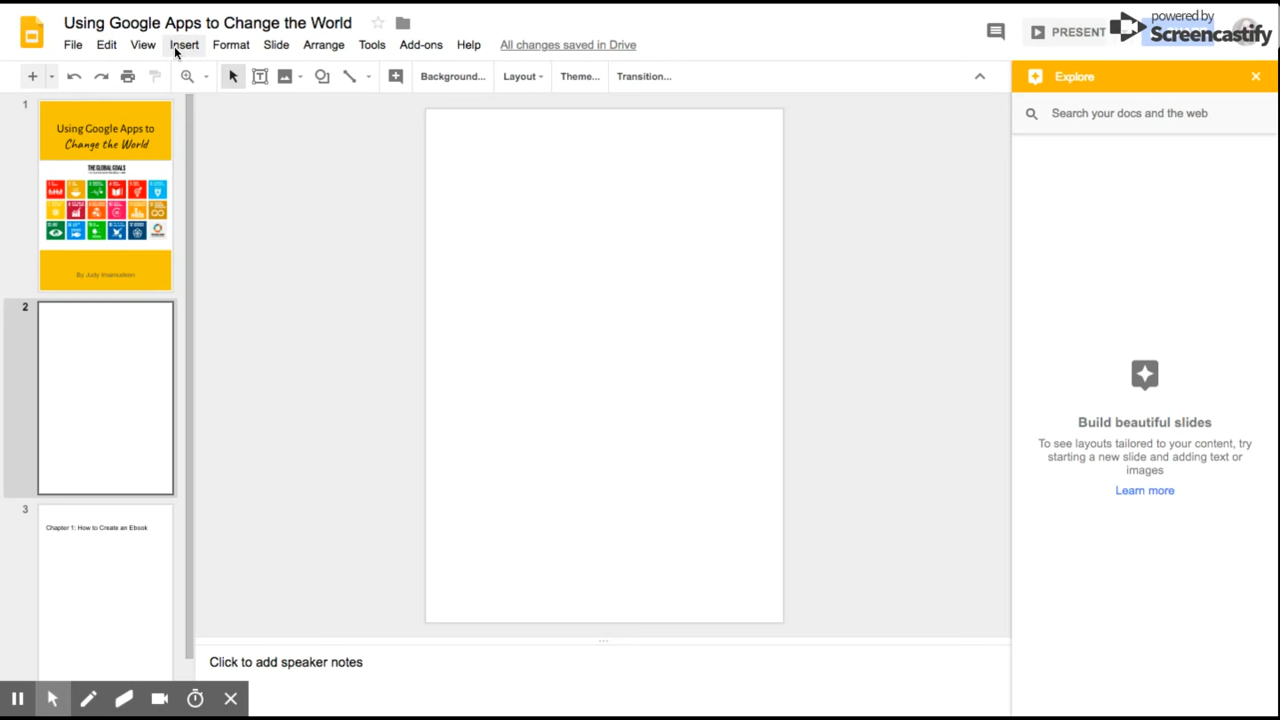 Using Google Apps to Change the World
File Edit View Insert Format Slide Arrange Tools Add-ons Help All changes saved in Drive
PRESENT
powered by
Screencastify
Background... Layout Theme... Transition...
Explore
Search your docs and the web
1
Using Google Apps to
Change the World
THE GLOBAL GOALS
2
3
Chapter 1: How to Create an Ebook
Build beautiful slides
To see layouts tailored to your content, try
starting a new slide and adding text or
images
Learn more
Click to add speaker notes